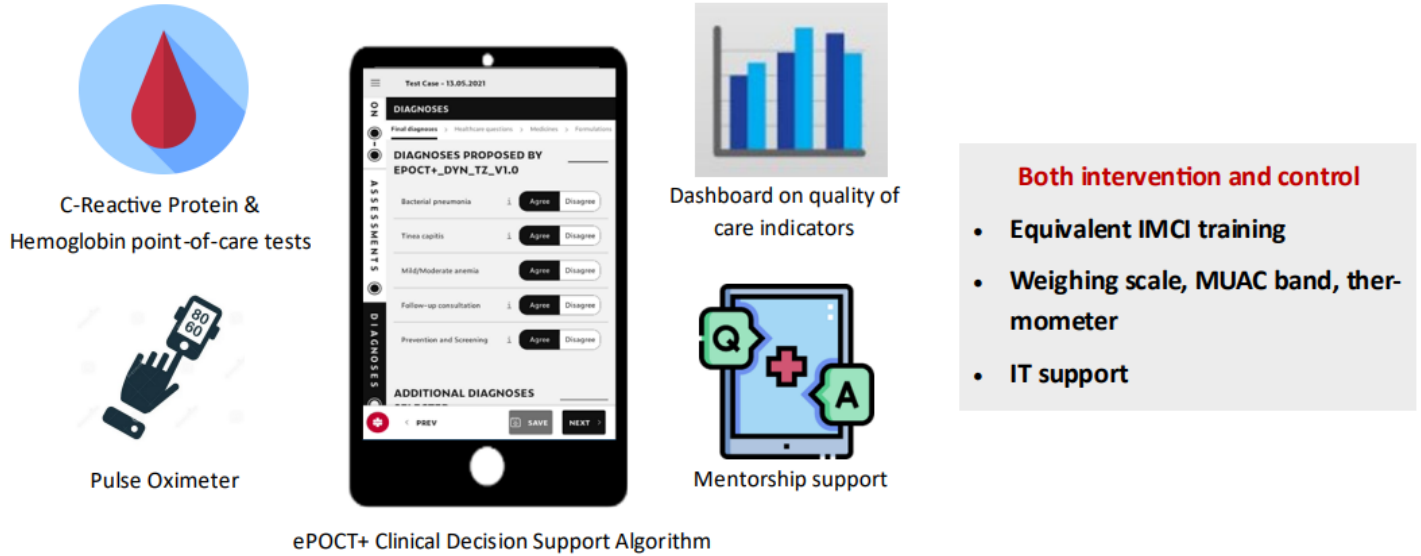 C-Reactive Protein &
Hemoglobin point-of-care tests
80
60
Pulse Oximeter
Test Case - 13.05.2021
ON
ASSESSMENTS
DIAGNOSES
DIAGNOSES
Final diagnoses > Healthcare questions > Medicines > Formulations
DIAGNOSES PROPOSED BY
EPOCT+_DYN_TZ_V1.0
Bacterial pneumonia i Agree Disagree
Tinea capitis i Agree Disagree
Mild/Moderate anemia Agree Disagree
Follow-up consultation i Agree Disagree
Prevention and Screening i Agree Disagree
ADDITIONAL DIAGNOSES
< PREV SAVE NEXT >
ePOCT+ Clinical Decision Support Algorithm
Dashboard on quality of
care indicators
Q
A
Mentorship support
Both intervention and control
• Equivalent IMCI training
• Weighing scale, MUAC band, ther-
mometer
• IT support